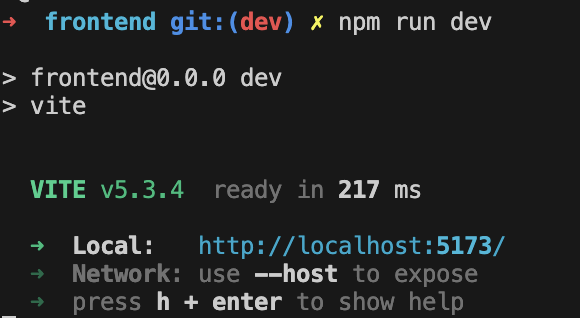 ➜  frontend git:(dev) ✗ npm run dev
> frontend@0.0.0 dev
> vite
VITE v5.3.4  ready in 217 ms
➜  Local:   http://localhost:5173/
➜  Network: use --host to expose
➜  press h + enter to show help